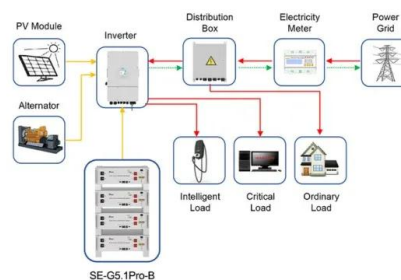 PV Module
Inverter
Distribution
Box
Electricity
Meter
Power
Grid
Alternator
Intelligent
Load
Critical
Load
Ordinary
Load
SE-G5.1Pro-B